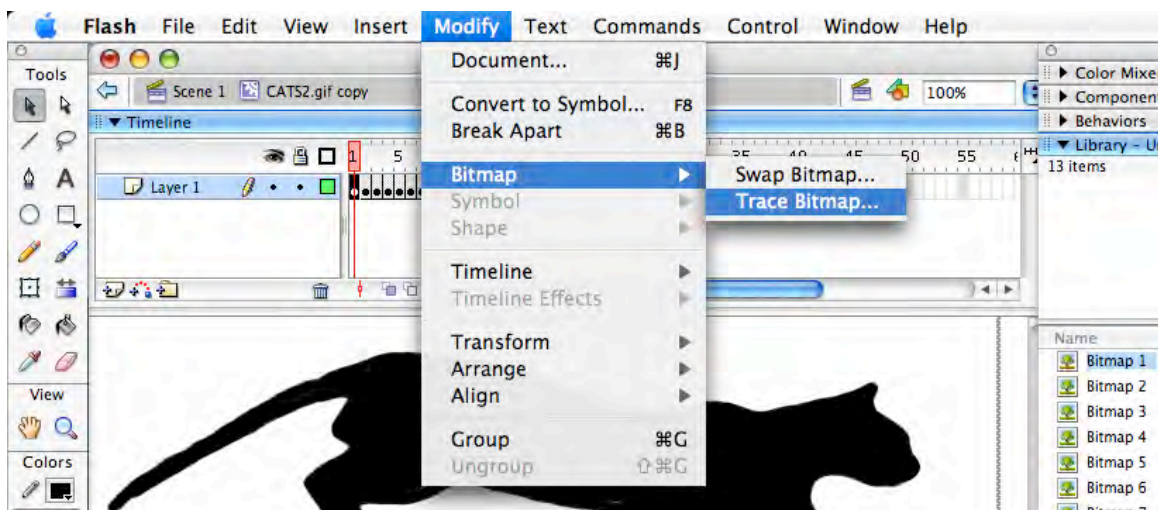 Flash File Edit View Insert Modify Text Commands Control Window Help
Tools
Scene 1 CATS2.gif copy 100%
Timeline
1 5 35 40 45 50 55
Layer 1
View
Colors
Document... ⌘J
Convert to Symbol... F8
Break Apart ⌘B
Bitmap
Symbol
Shape
Timeline
Timeline Effects
Transform
Arrange
Align
Group ⌘G
Ungroup ⇧⌘G
Swap Bitmap...
Trace Bitmap...
Color Mixe
Componen
Behaviors
Library - U
13 items
Name
Bitmap 1
Bitmap 2
Bitmap 3
Bitmap 4
Bitmap 5
Bitmap 6